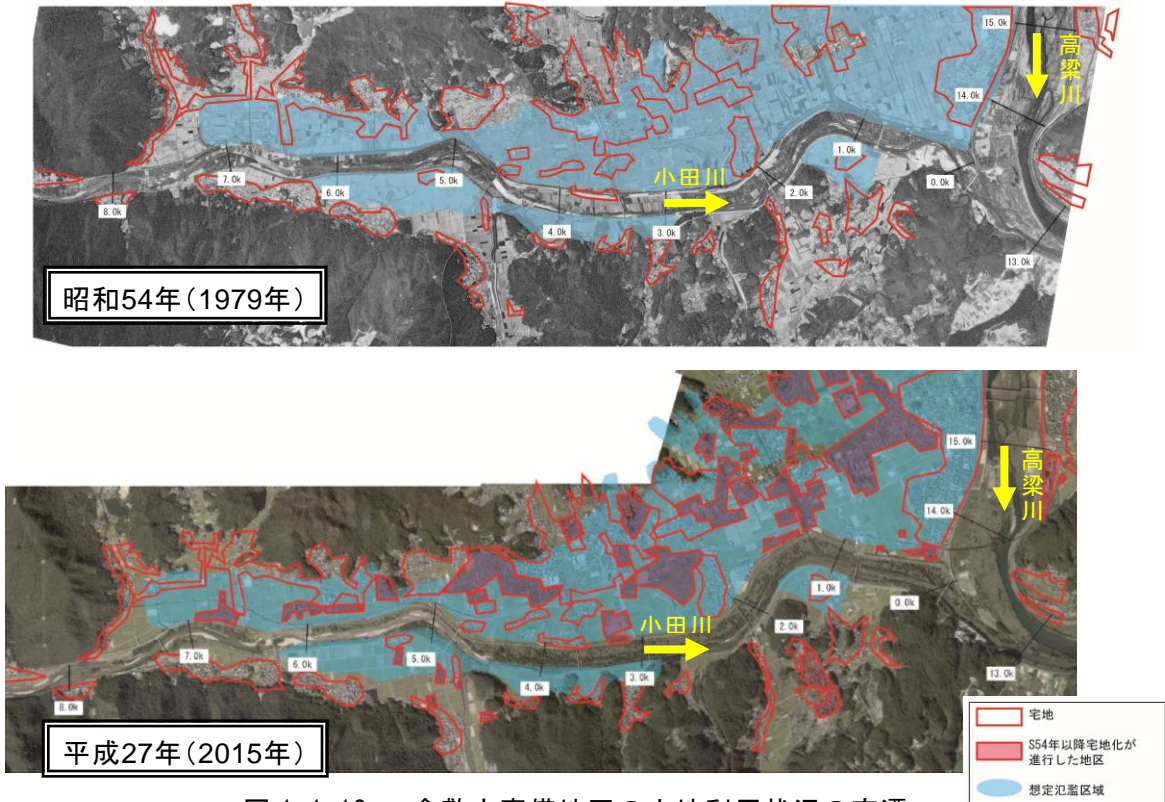 15.0k
高梁川
14.0k
1.0k
7.0k
6.0k
5.0k
小田川
2.0k
0.0k
8.0k
4.0k
3.0k
13.0k
昭和54年(1979年)
15.0k
高梁川
14.0k
1.0k
0.0k
小田川
2.0k
7.0k
6.0k
5.0k
4.0k
3.0k
13.0k
8.0k
平成27年(2015年)
宅地
S54年以降宅地化が
進行した地区
想定氾濫区域